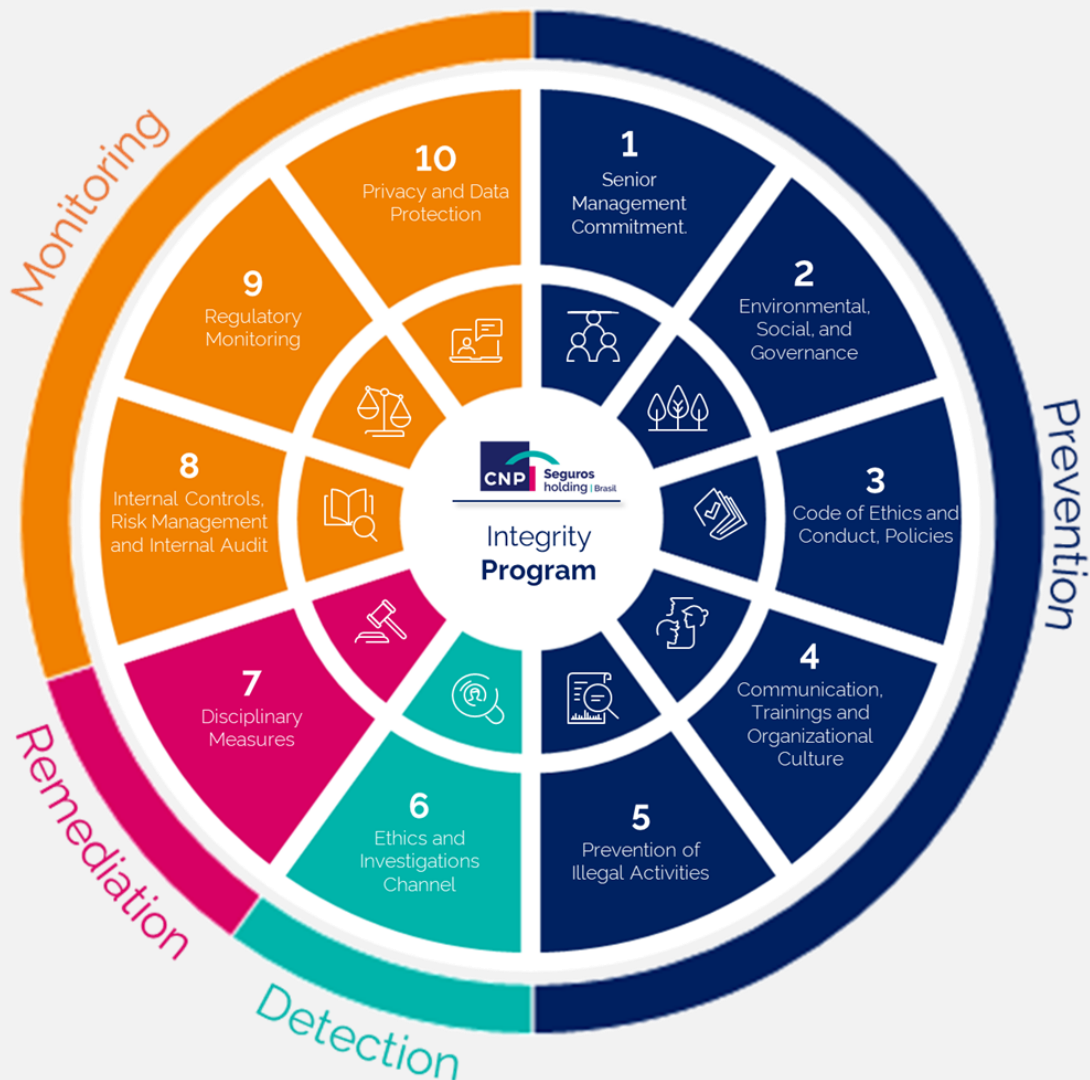 Monitoring
Prevention
Remediation
Detection
1
Senior
Management
Commitment.
2
Environmental,
Social, and
Governance
3
Code of Ethics and
Conduct, Policies
4
Communication,
Trainings and
Organizational
Culture
5
Prevention of
Illegal Activities
6
Ethics and
Investigations
Channel
7
Disciplinary
Measures
8
Internal Controls,
Risk Management
and Internal Audit
9
Regulatory
Monitoring
10
Privacy and Data
Protection
CNP Seguros
holding | Brasil
Integrity
Program